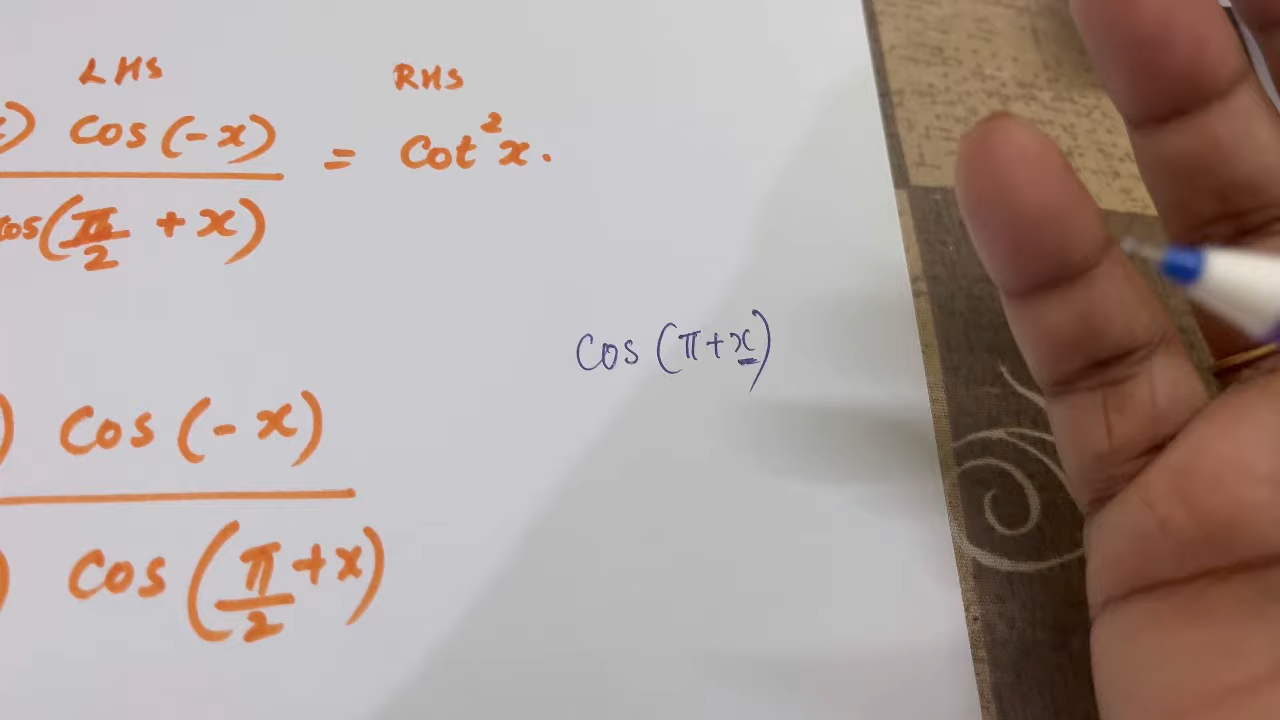 LHS RHS
) cos(-x) = Cot²x.
cos(π/2 + x)
cos (π+x)
) Cos (-x)
) Cos (π/2 +x)